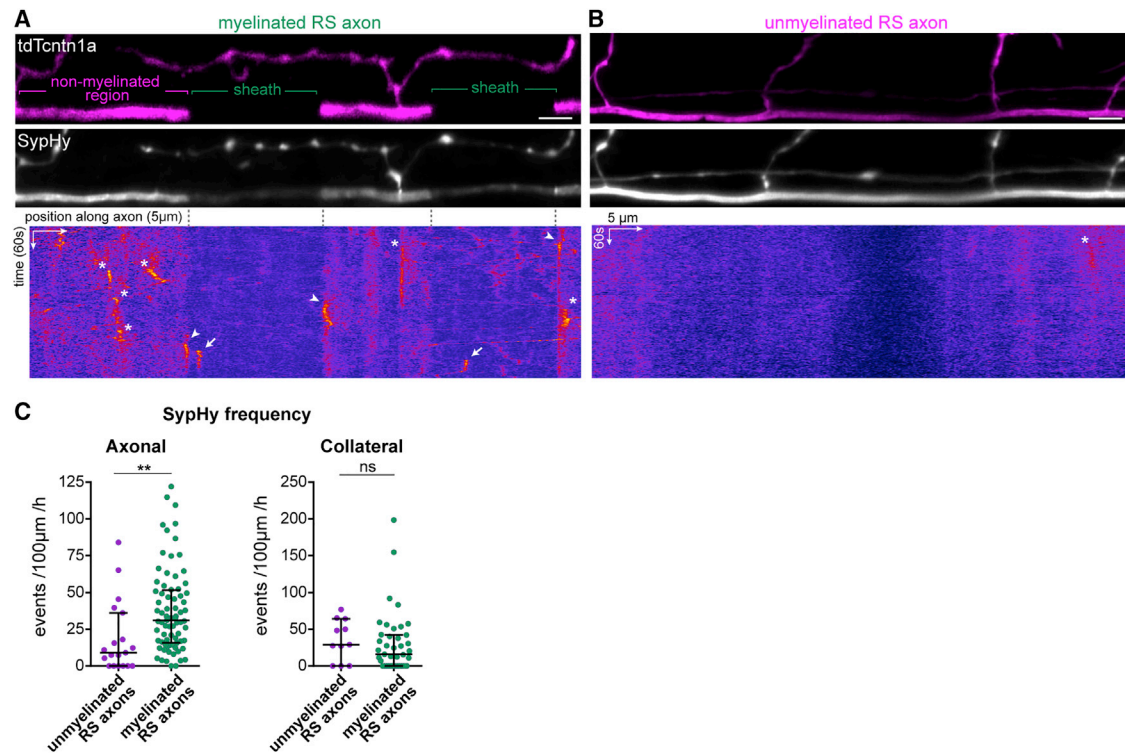 A
myelinated RS axon
tdTcntn1a
non-myelinated
region
sheath
sheath
SypHy
position along axon (5µm)
time (60s)
*
*
*
*
*
*
B
unmyelinated RS axon
5 µm
60s
*
C
SypHy frequency
Axonal
**
events /100µm /h
125
100
75
50
25
0
unmyelinated
RS axons
myelinated
RS axons
Collateral
ns
events /100µm /h
250
200
150
100
50
0
unmyelinated
RS axons
myelinated
RS axons